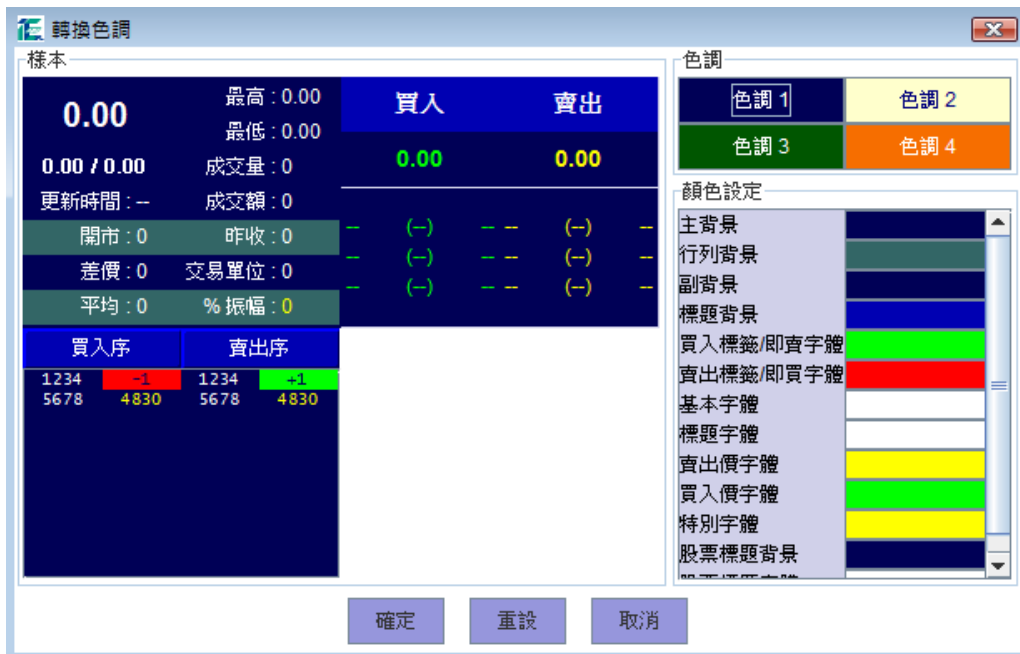 轉換色調
樣本
0.00
最高 : 0.00
最低 : 0.00
0.00 / 0.00
成交量 : 0
更新時間 : --
成交額 : 0
開市 : 0
昨收 : 0
差價 : 0
交易單位 : 0
平均 : 0
% 振幅 : 0
買入 賣出
0.00 0.00
-- (--) -- -- (--) --
-- (--) -- -- (--) --
-- (--) -- -- (--) --
買入序 賣出序
1234 -1 1234 +1
5678 4830 5678 4830
色調
色調 1 色調 2
色調 3 色調 4
顏色設定
主背景
行列背景
副背景
標題背景
買入標籤/即賣字體
賣出標籤/即買字體
基本字體
標題字體
賣出價字體
買入價字體
特別字體
股票標題背景
確定 重設 取消